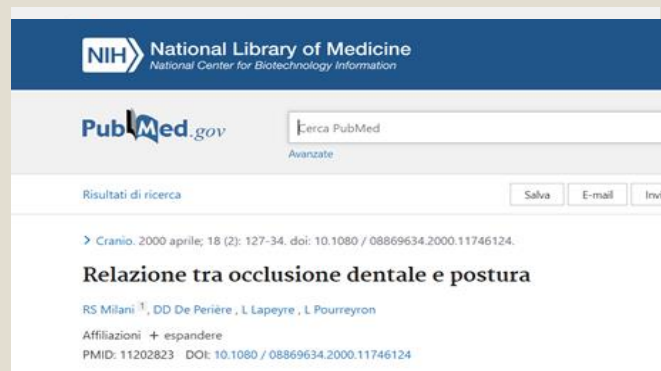 NIH National Library of Medicine
National Center for Biotechnology Information
PubMed.gov
Cerca PubMed
Avanzate
Risultati di ricerca
Salva E-mail Invi
> Cranio. 2000 aprile; 18 (2): 127-34. doi: 10.1080 / 08869634.2000.11746124.
Relazione tra occlusione dentale e postura
RS Milani 1, DD De Perière , L Lapeyre , L Pourreyron
Affiliazioni + espandere
PMID: 11202823 DOI: 10.1080 / 08869634.2000.11746124